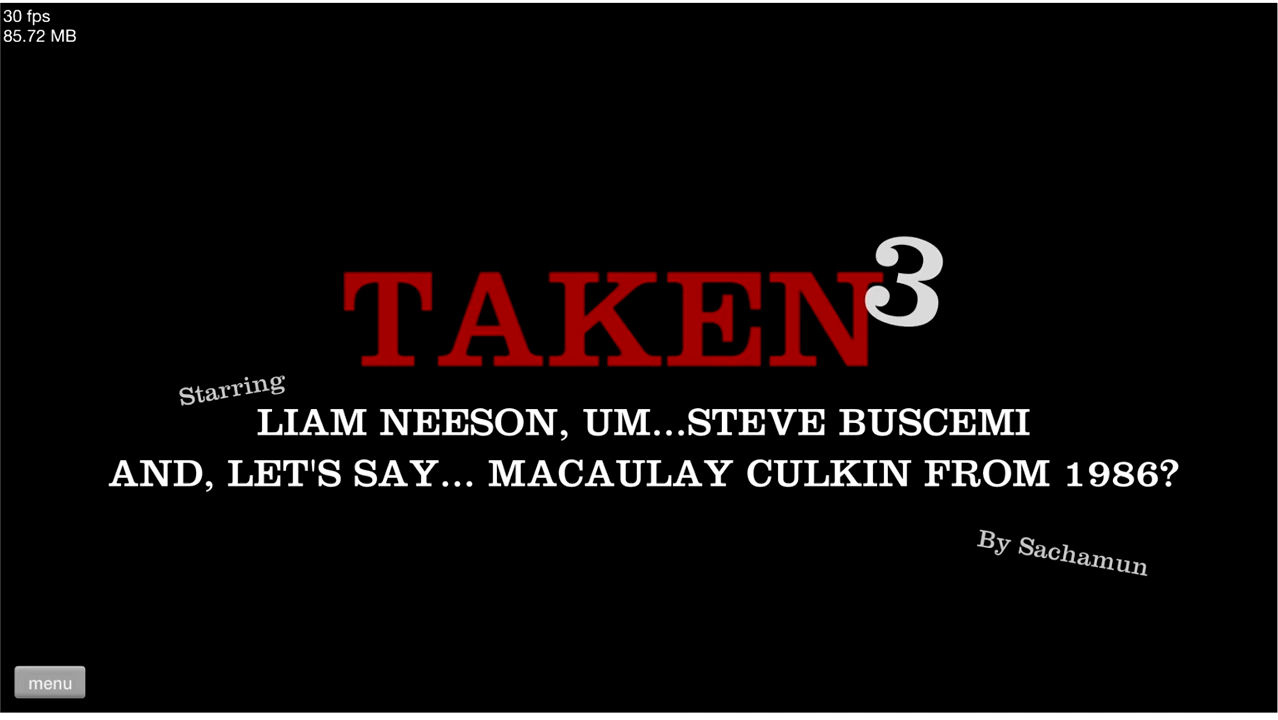 30 fps
85.72 MB
TAKEN3
Starring
LIAM NEESON, UM...STEVE BUSCEMI
AND, LET'S SAY... MACAULAY CULKIN FROM 1986?
By Sachamun
menu